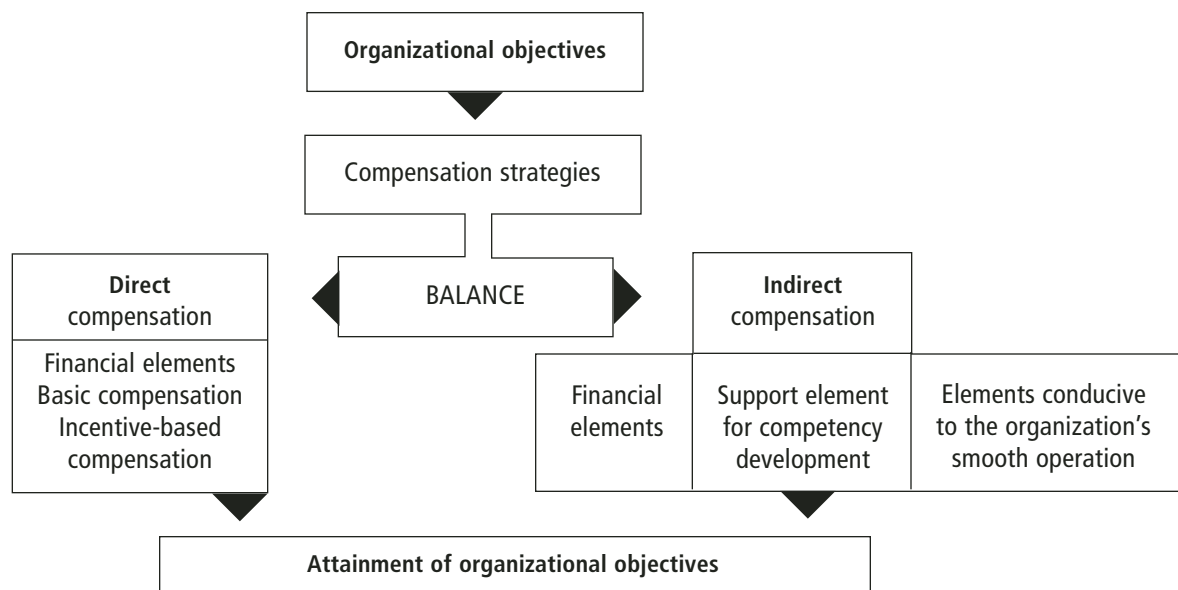 Organizational objectives
Compensation strategies
BALANCE
Direct
compensation
Financial elements
Basic compensation
Incentive-based
compensation
Indirect
compensation
Financial
elements
Support element
for competency
development
Elements conducive
to the organization's
smooth operation
Attainment of organizational objectives